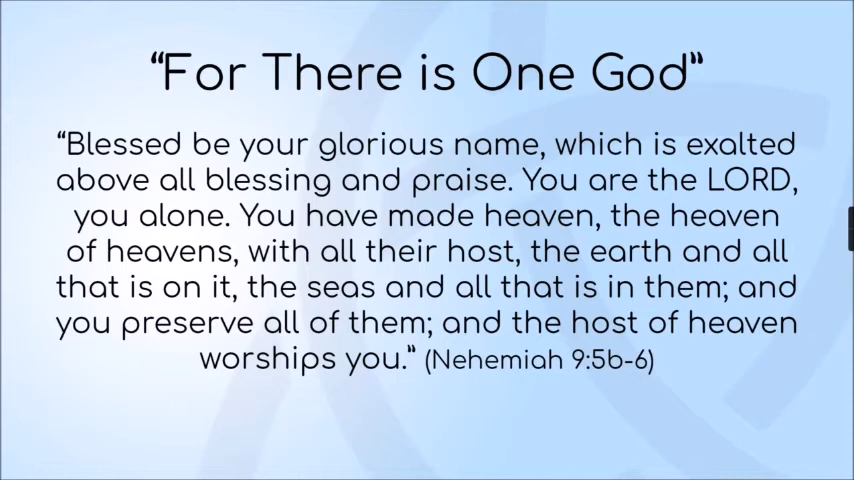 “For There is One God”
“Blessed be your glorious name, which is exalted
above all blessing and praise. You are the LORD,
you alone. You have made heaven, the heaven
of heavens, with all their host, the earth and all
that is on it, the seas and all that is in them; and
you preserve all of them; and the host of heaven
worships you.” (Nehemiah 9:5b-6)